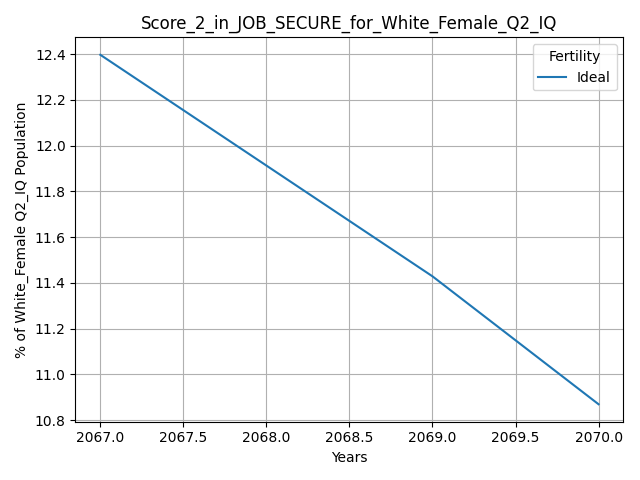 Score_2_in_JOB_SECURE_for_White_Female_Q2_IQ
Fertility
Ideal
12.4
12.2
12.0
11.8
11.6
11.4
11.2
11.0
10.8
% of White_Female Q2_IQ Population
2067.0 2067.5 2068.0 2068.5 2069.0 2069.5 2070.0
Years